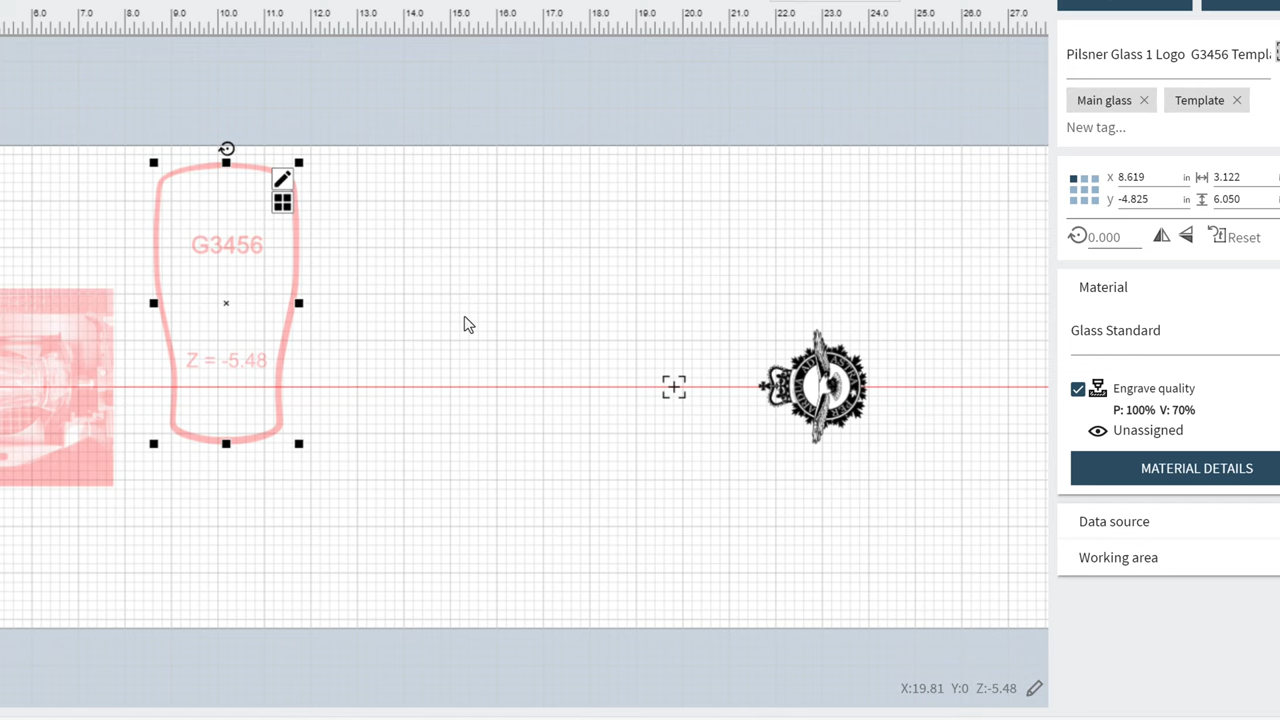 6.0 7.0 8.0 9.0 10.0 11.0 12.0 13.0 14.0 15.0 16.0 17.0 18.0 19.0 20.0 21.0 22.0 23.0 24.0 25.0 26.0 27.0
Pilsner Glass 1 Logo G3456 Templ
Main glass
Template
New tag...
x 8.619 in 3.122
y -4.825 in 6.050
0.000
Reset
G3456
Z = -5.48
Material
Glass Standard
Engrave quality
P: 100% V: 70%
Unassigned
MATERIAL DETAILS
Data source
Working area
X:19.81 Y:0 Z:-5.48